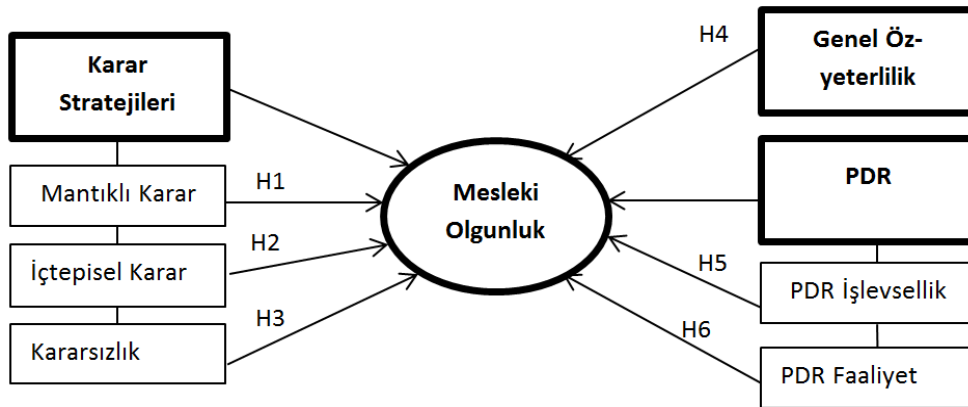 Karar
Stratejileri
Mantıklı Karar
İçtepisel Karar
Kararsızlık
H1
H2
H3
Mesleki
Olgunluk
H4
H5
H6
Genel Öz-
yeterlilik
PDR
PDR İşlevsellik
PDR Faaliyet